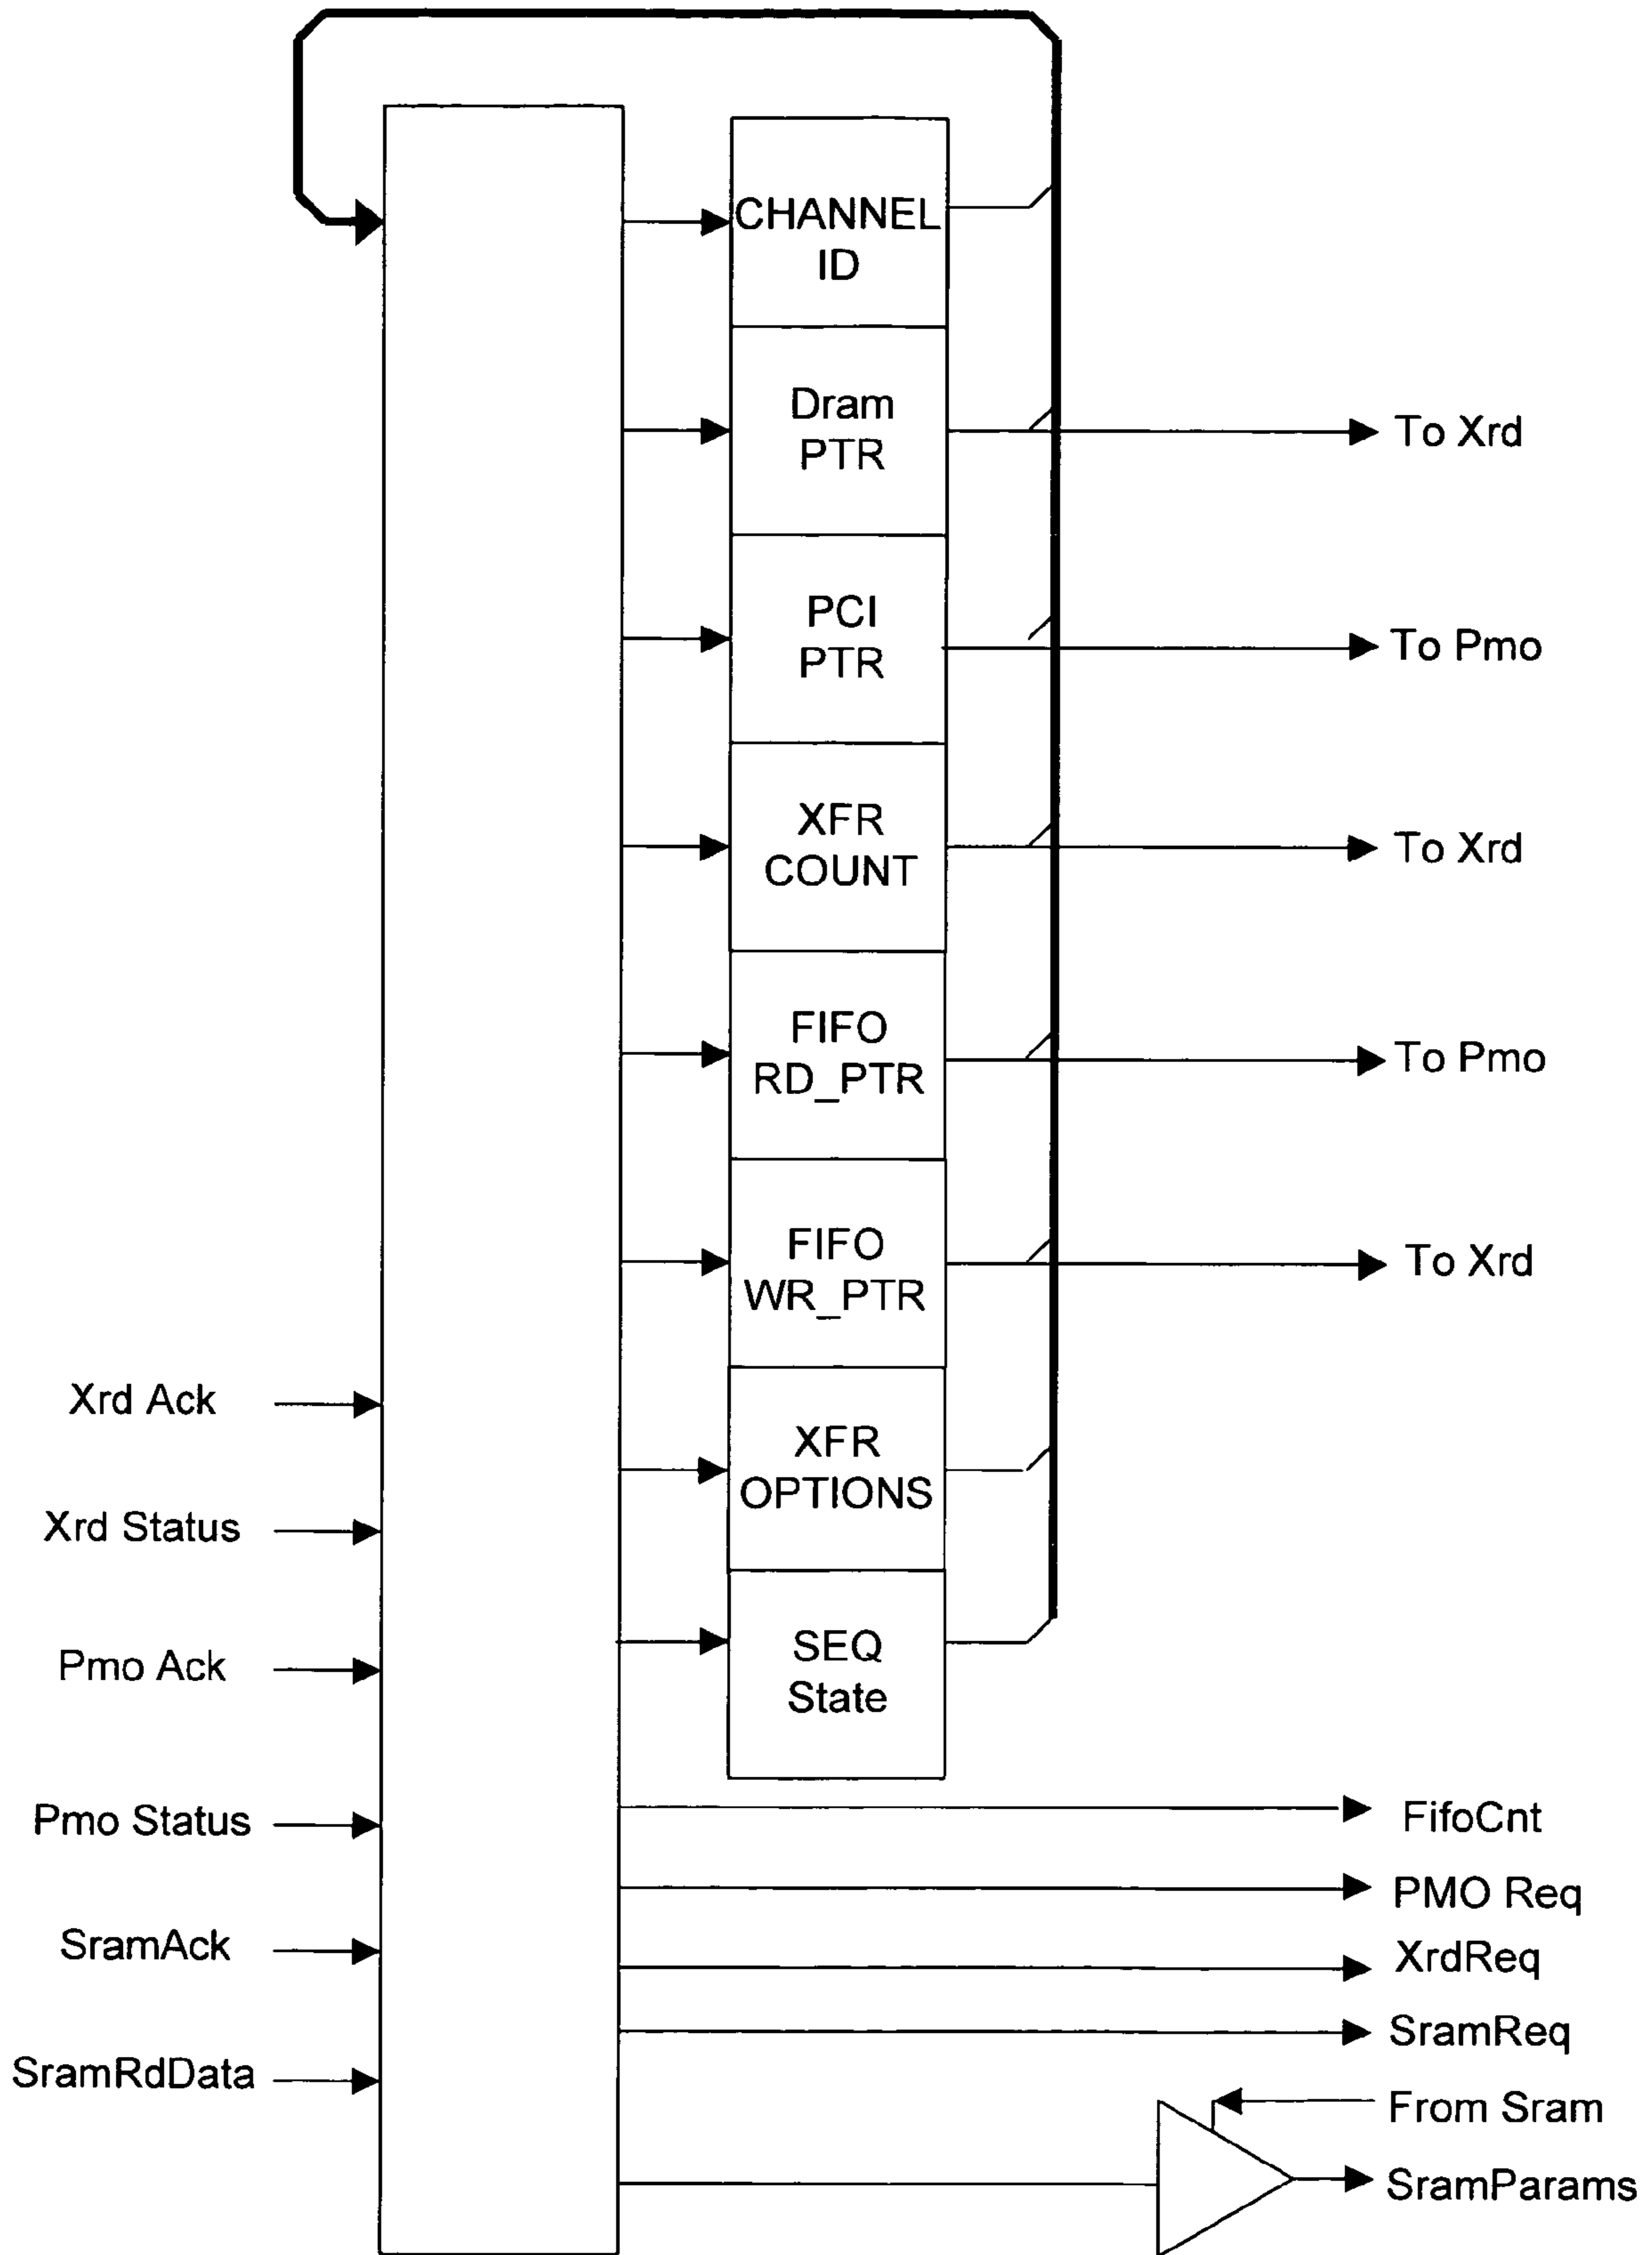 CHANNEL
ID
Dram
PTR
To Xrd
PCI
PTR
To Pmo
XFR
COUNT
To Xrd
FIFO
RD_PTR
To Pmo
FIFO
WR_PTR
To Xrd
Xrd Ack
XFR
OPTIONS
Xrd Status
SEQ
State
Pmo Ack
Pmo Status
FifoCnt
PMO Req
SramAck
XrdReq
SramReq
SramRdData
From Sram
SramParams